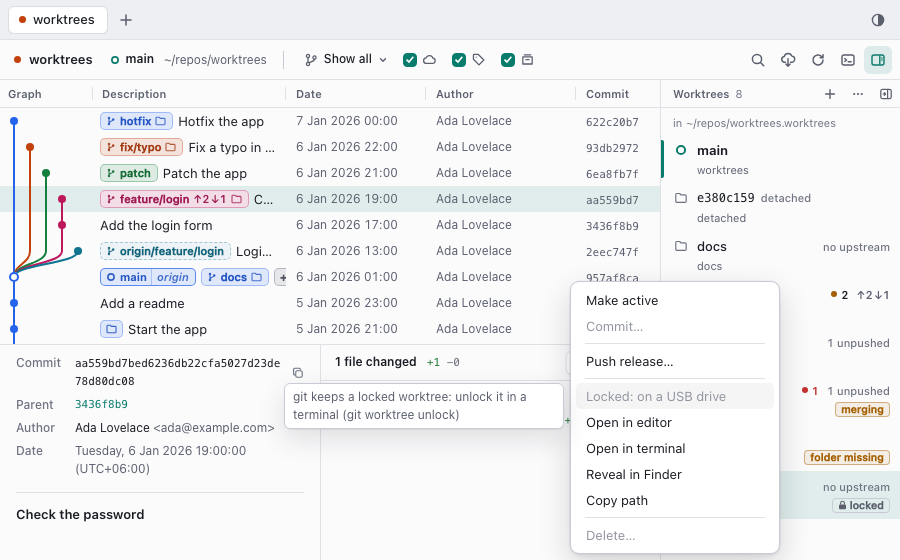 worktrees
worktrees main ~/repos/worktrees Show all
Graph Description Date Author Commit Worktrees 8
in ~/repos/worktrees.worktrees
hotfix Hotfix the app 7 Jan 2026 00:00 Ada Lovelace 622c20b7
fix/typo Fix a typo in ... 6 Jan 2026 22:00 Ada Lovelace 93db2972
patch Patch the app 6 Jan 2026 21:00 Ada Lovelace 6ea8fb7f
feature/login ↑2↓1 C... 6 Jan 2026 19:00 Ada Lovelace aa559bd7
Add the login form 6 Jan 2026 17:00 Ada Lovelace 3436f8b9
origin/feature/login Logi... 6 Jan 2026 13:00 Ada Lovelace 2eec747f
main origin docs + 6 Jan 2026 01:00 Ada Lovelace 957af8ca
Add a readme 5 Jan 2026 23:00 Ada Lovelace
Start the app 5 Jan 2026 21:00 Ada Lovelace
main
worktrees
e380c159 detached
detached
docs no upstream
docs
2 ↑2↓1
1 unpushed
1 1 unpushed
merging
folder missing
no upstream
locked
Commit aa559bd7bed6236db22cfa5027d23de
78d80dc08
Parent 3436f8b9
Author Ada Lovelace <ada@example.com>
Date Tuesday, 6 Jan 2026 19:00:00
(UTC+06:00)
Check the password
1 file changed +1 −0
+
git keeps a locked worktree: unlock it in a
terminal (git worktree unlock)
Make active
Commit...
Push release...
Locked: on a USB drive
Open in editor
Open in terminal
Reveal in Finder
Copy path
Delete...